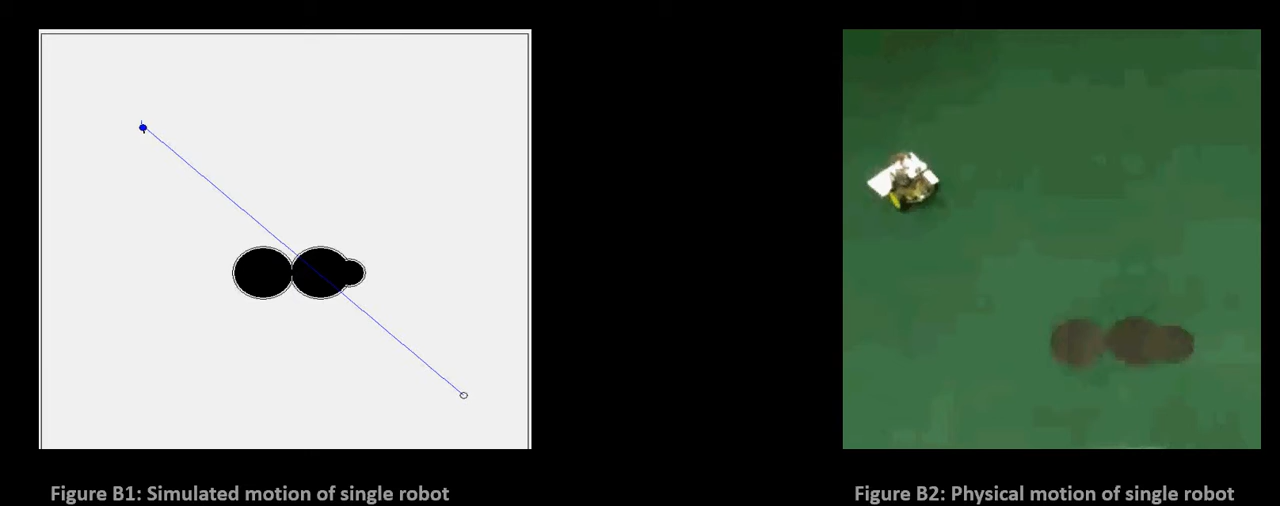 Figure B1: Simulated motion of single robot
Figure B2: Physical motion of single robot